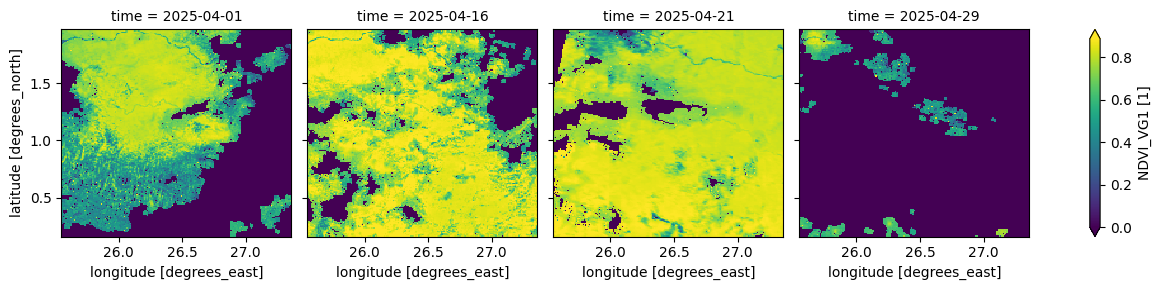 time = 2025-04-01
time = 2025-04-16
time = 2025-04-21
time = 2025-04-29
latitude [degrees_north]
1.5
1.0
0.5
26.0 26.5 27.0
26.0 26.5 27.0
26.0 26.5 27.0
26.0 26.5 27.0
longitude [degrees_east]
longitude [degrees_east]
longitude [degrees_east]
longitude [degrees_east]
0.8
0.6
0.4
0.2
0.0
NDVI_VG1 [1]